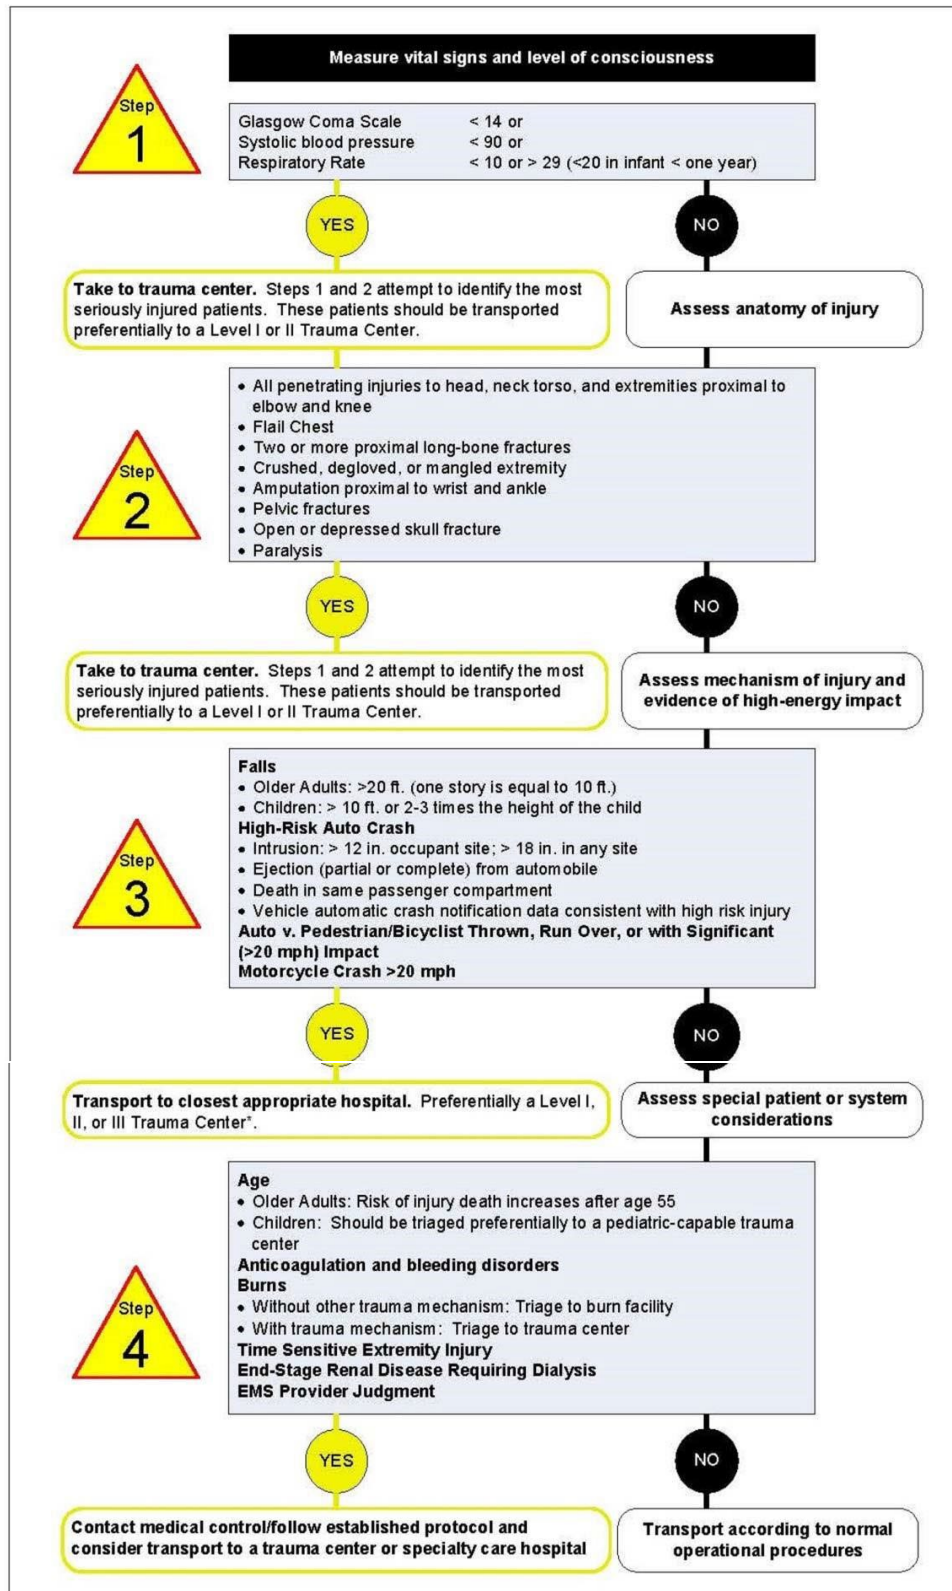 Measure vital signs and level of consciousness
Step
1
Glasgow Coma Scale < 14 or
Systolic blood pressure < 90 or
Respiratory Rate < 10 or > 29 (<20 in infant < one year)
YES
NO
Take to trauma center. Steps 1 and 2 attempt to identify the most
seriously injured patients. These patients should be transported
preferentially to a Level I or II Trauma Center.
Assess anatomy of injury
Step
2
• All penetrating injuries to head, neck torso, and extremities proximal to
elbow and knee
• Flail Chest
• Two or more proximal long-bone fractures
• Crushed, degloved, or mangled extremity
• Amputation proximal to wrist and ankle
• Pelvic fractures
• Open or depressed skull fracture
• Paralysis
YES
NO
Take to trauma center. Steps 1 and 2 attempt to identify the most
seriously injured patients. These patients should be transported
preferentially to a Level I or II Trauma Center.
Assess mechanism of injury and
evidence of high-energy impact
Step
3
Falls
• Older Adults: >20 ft. (one story is equal to 10 ft.)
• Children: > 10 ft. or 2-3 times the height of the child
High-Risk Auto Crash
• Intrusion: > 12 in. occupant site; > 18 in. in any site
• Ejection (partial or complete) from automobile
• Death in same passenger compartment
• Vehicle automatic crash notification data consistent with high risk injury
Auto v. Pedestrian/Bicyclist Thrown, Run Over, or with Significant
(>20 mph) Impact
Motorcycle Crash >20 mph
YES
NO
Transport to closest appropriate hospital. Preferentially a Level I,
II, or III Trauma Center*.
Assess special patient or system
considerations
Step
4
Age
• Older Adults: Risk of injury death increases after age 55
• Children: Should be triaged preferentially to a pediatric-capable trauma
center
Anticoagulation and bleeding disorders
Burns
• Without other trauma mechanism: Triage to burn facility
• With trauma mechanism: Triage to trauma center
Time Sensitive Extremity Injury
End-Stage Renal Disease Requiring Dialysis
EMS Provider Judgment
YES
NO
Contact medical control/follow established protocol and
consider transport to a trauma center or specialty care hospital
Transport according to normal
operational procedures